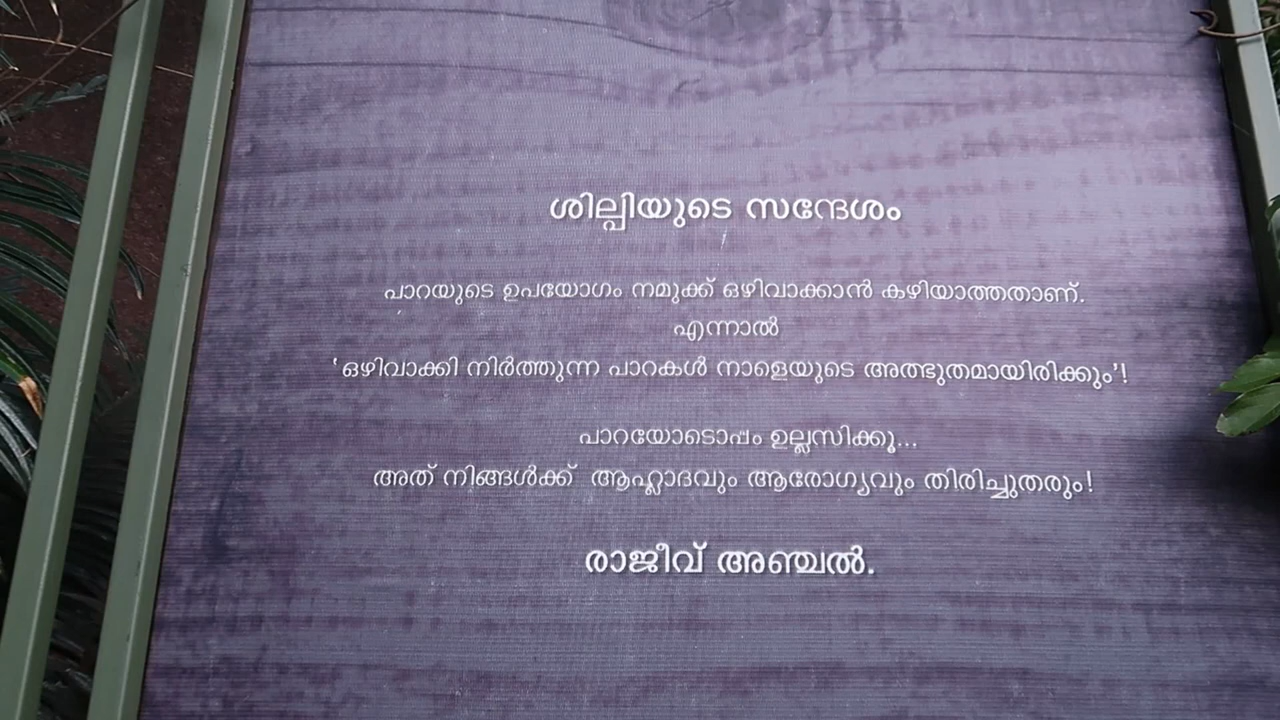 ശില്പിയുടെ സന്ദേശം
പാറയുടെ ഉപയോഗം നമുക്ക് ഒഴിവാക്കാൻ കഴിയാത്തതാണ്.
എന്നാൽ
‘ഒഴിവാക്കി നിർത്തുന്ന പാറകൾ നാളെയുടെ അത്ഭുതമായിരിക്കും’!
പാറയോടൊപ്പം ഉല്ലസിക്കൂ...
അത് നിങ്ങൾക്ക് ആഹ്ലാദവും ആരോഗ്യവും തിരിച്ചുതരും!
രാജീവ് അഞ്ചൽ.